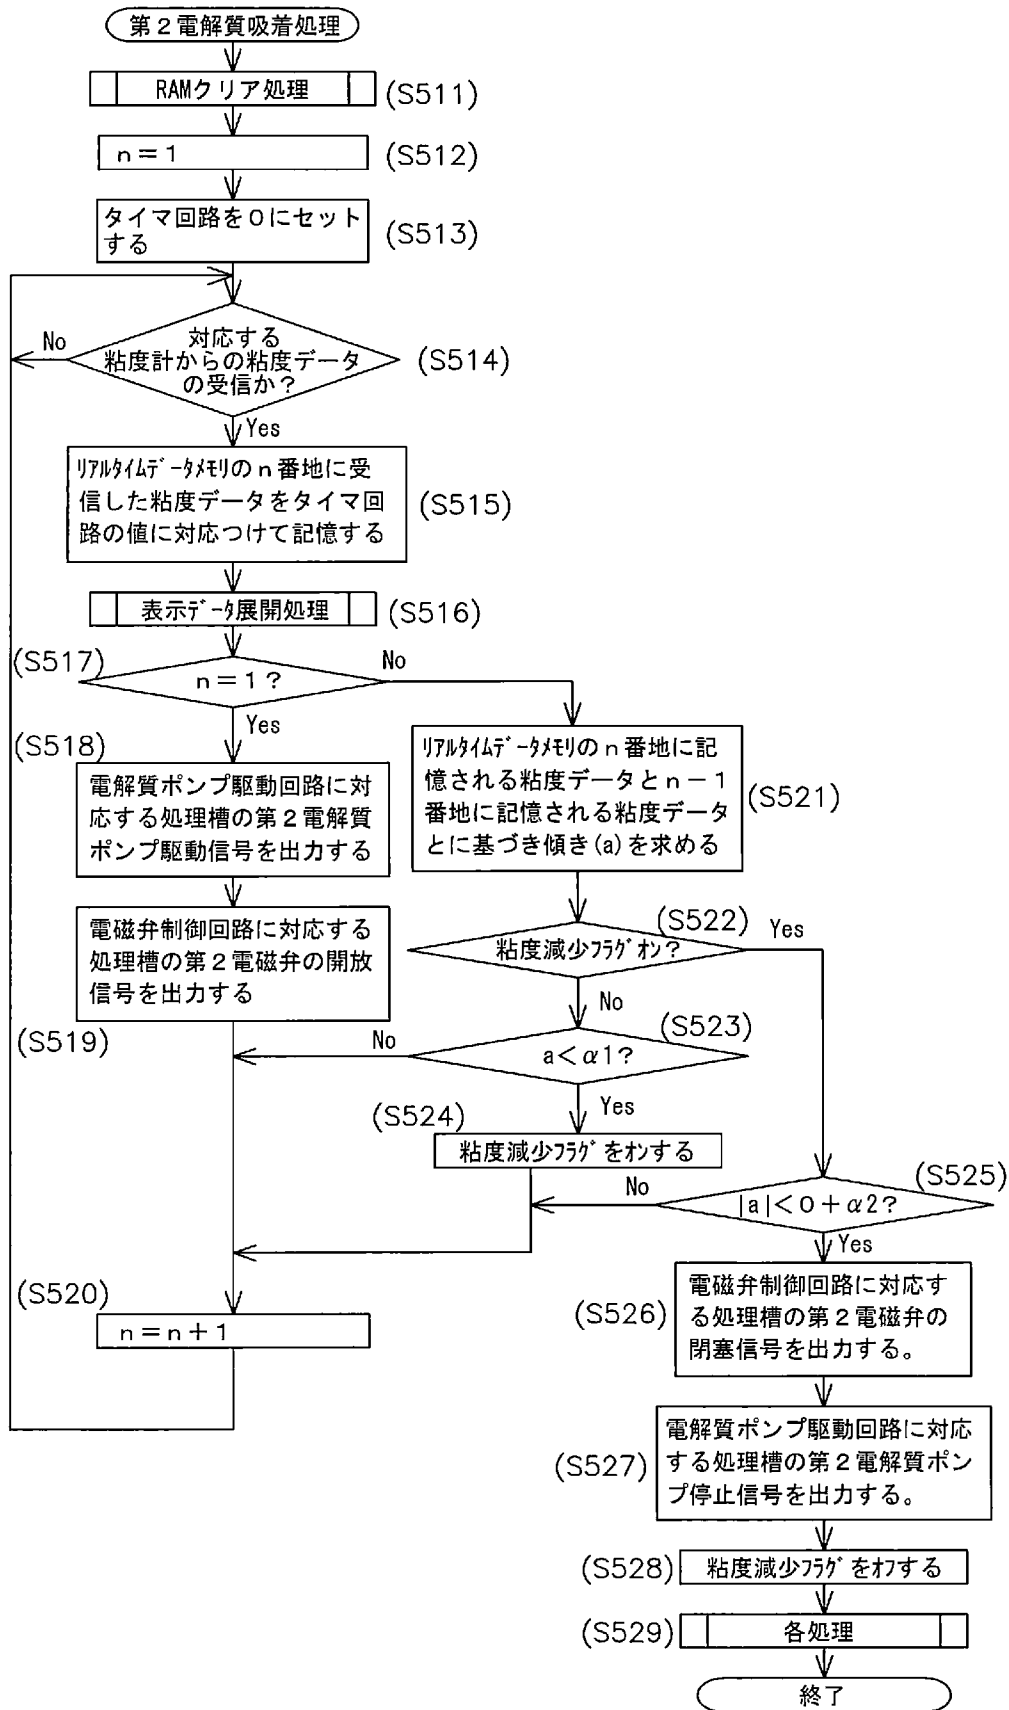 第２電解質吸着処理
RAMクリア処理
(S511)
n＝1
(S512)
タイマ回路を０にセット
する
(S513)
対応する
粘度計からの粘度データ
の受信か？
(S514)
No
Yes
ﾘｱﾙﾀｲﾑﾃﾞｰﾀﾒﾓﾘのｎ番地に受
信した粘度データをタイマ回
路の値に対応つけて記憶する
(S515)
表示ﾃﾞｰﾀ展開処理
(S516)
(S517)
n＝1？
No
Yes
(S518)
電解質ポンプ駆動回路に対
応する処理槽の第２電解質
ポンプ駆動信号を出力する
電磁弁制御回路に対応する
処理槽の第２電磁弁の開放
信号を出力する
(S519)
(S520)
n＝n＋1
ﾘｱﾙﾀｲﾑﾃﾞｰﾀﾒﾓﾘのｎ番地に記
憶される粘度データとｎ－１
番地に記憶される粘度データ
とに基づき傾き(a)を求める
(S521)
(S522)
粘度減少ﾌﾗｸﾞｵﾝ？
Yes
No
(S523)
a＜α1？
No
Yes
(S524)
粘度減少ﾌﾗｸﾞをｵﾝする
(S525)
|a|＜0＋α2？
No
Yes
電磁弁制御回路に対応す
る処理槽の第２電磁弁の
閉塞信号を出力する。
(S526)
電解質ポンプ駆動回路に対応
する処理槽の第２電解質ポン
プ停止信号を出力する。
(S527)
(S528)
粘度減少ﾌﾗｸﾞをｵﾌする
(S529)
各処理
終了